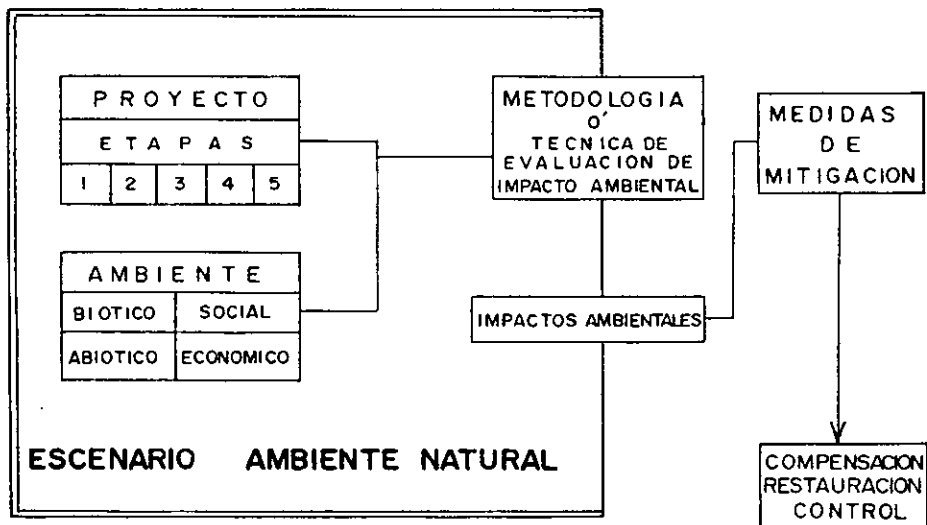 PROYECTO
ETAPAS
1 2 3 4 5
AMBIENTE
BIOTICO SOCIAL
ABIOTICO ECONOMICO
ESCENARIO AMBIENTE NATURAL
METODOLOGIA
O'
TECNICA DE
EVALUACION DE
IMPACTO AMBIENTAL
IMPACTOS AMBIENTALES
MEDIDAS
DE
MITIGACION
COMPENSACION
RESTAURACION
CONTROL